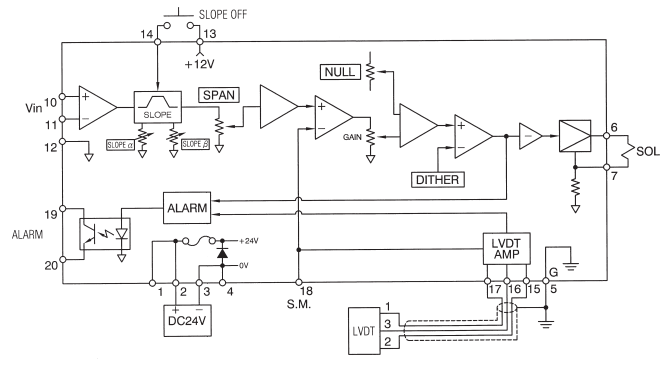 SLOPE OFF
14
13
+12V
NULL
SPAN
Vin 10
+
-
SLOPE
11
12
SLOPE α
SLOPE β
+
-
GAIN
+
-
DITHER
-
6
SOL
7
19
ALARM
ALARM
20
+24V
0V
LVDT
AMP
G
1
2
3
4
18
17
16
15
5
S.M.
+ -
DC24V
LVDT
1
3
2